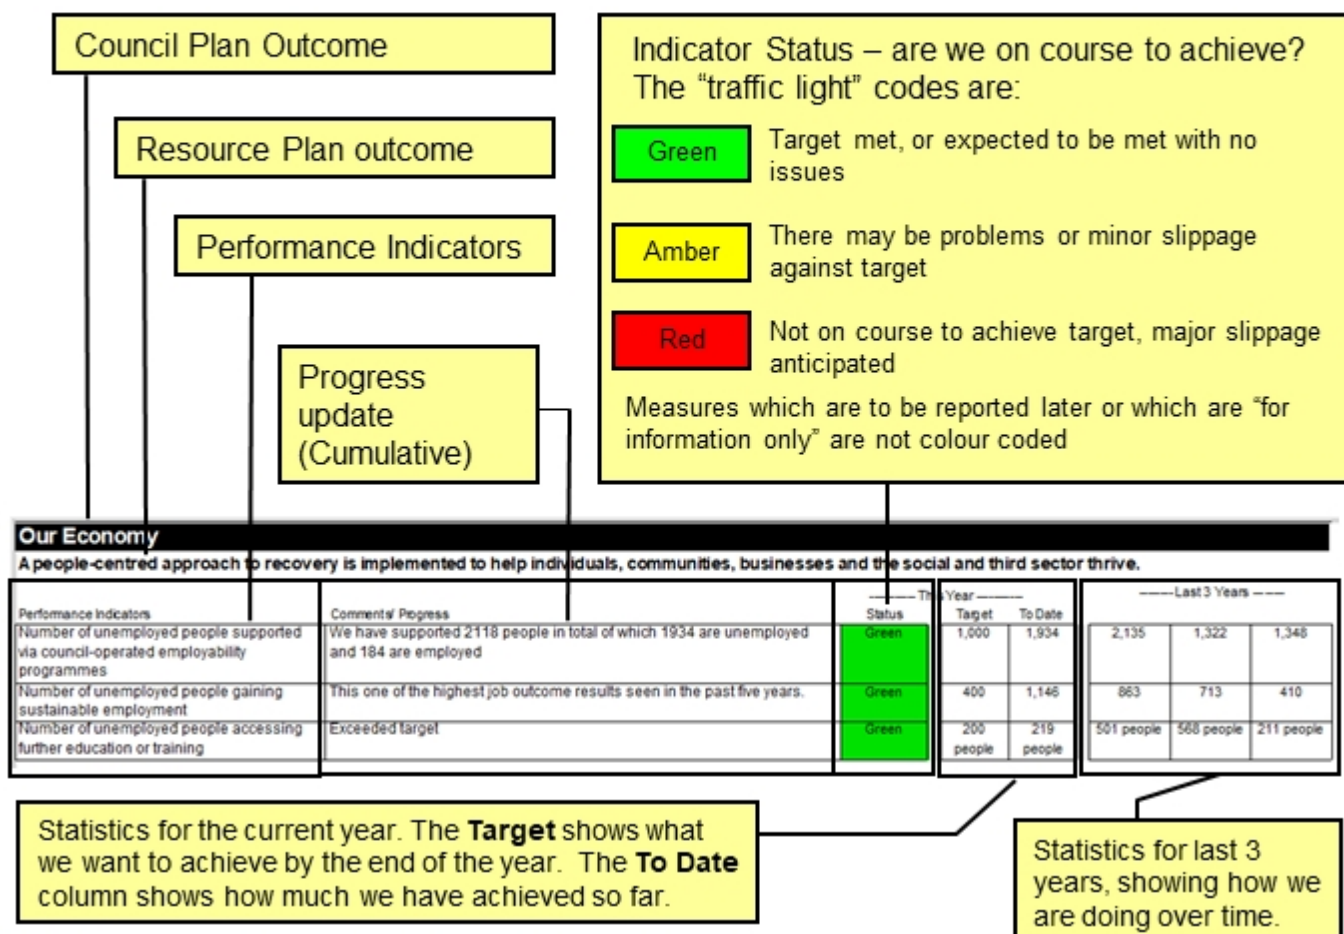 Council Plan Outcome
Resource Plan outcome
Performance Indicators
Progress
update
(Cumulative)
Indicator Status – are we on course to achieve?
The “traffic light” codes are:
Green
Target met, or expected to be met with no
issues
Amber
There may be problems or minor slippage
against target
Red
Not on course to achieve target, major slippage
anticipated
Measures which are to be reported later or which are “for
information only” are not colour coded
Our Economy
A people-centred approach to recovery is implemented to help individuals, communities, businesses and the social and third sector thrive.
---------- This Year ----------
-------Last 3 Years ------
Performance Indicators Comments/ Progress Status Target To Date
Number of unemployed people supported
via council-operated employability
programmes
We have supported 2118 people in total of which 1934 are unemployed
and 184 are employed
Green 1,000 1,934 2,135 1,322 1,348
Number of unemployed people gaining
sustainable employment
This one of the highest job outcome results seen in the past five years.
Green 400 1,146 863 713 410
Number of unemployed people accessing
further education or training
Exceeded target
Green 200 people 219 people 501 people 568 people 211 people
Statistics for the current year. The Target shows what
we want to achieve by the end of the year. The To Date
column shows how much we have achieved so far.
Statistics for last 3
years, showing how we
are doing over time.